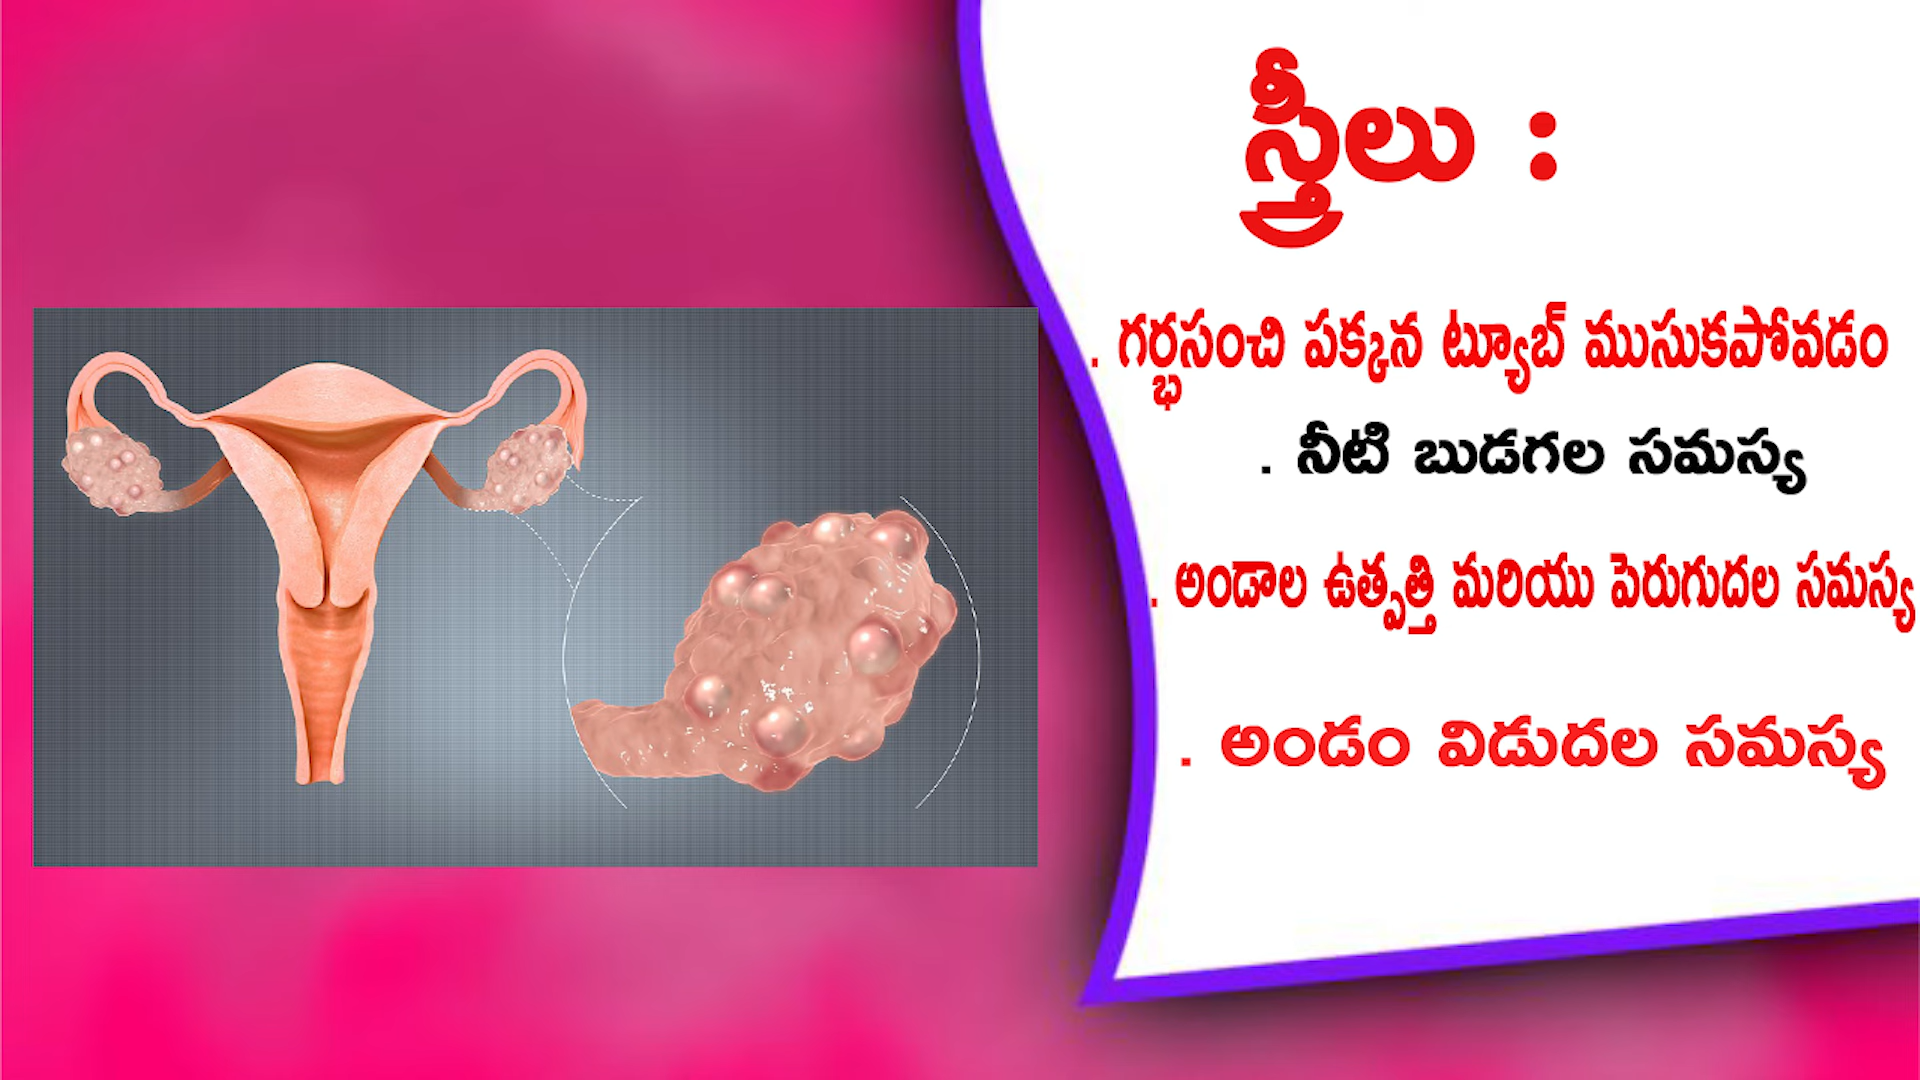 స్త్రీలు :
. గర్భసంచి పక్కన ట్యూబ్ ముసుకపోవడం
. నీటి బుడగల సమస్య
. అండాల ఉత్పత్తి మరియు పెరుగుదల సమస్య
. అండం విడుదల సమస్య